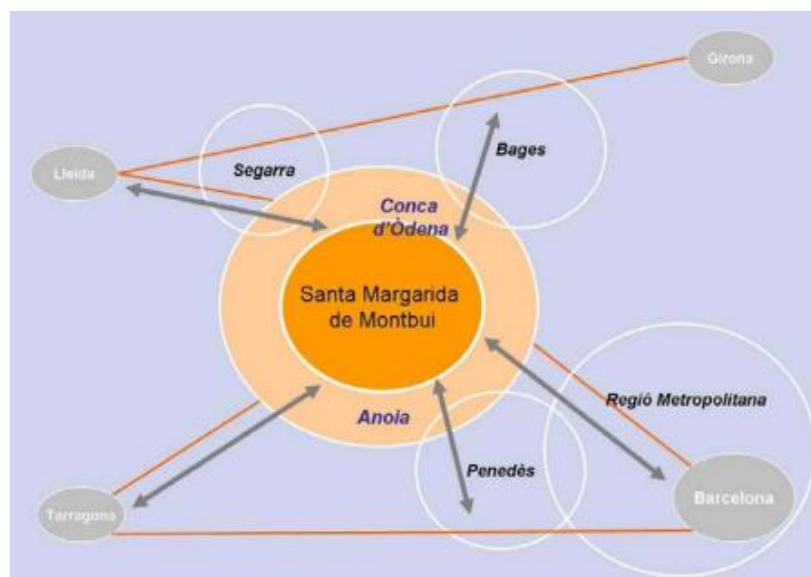 Girona
Bages
Segarra
Lleida
Conca
d'Òdena
Santa Margarida
de Montbui
Regió Metropolitana
Anoia
Penedès
Barcelona
Tarragona